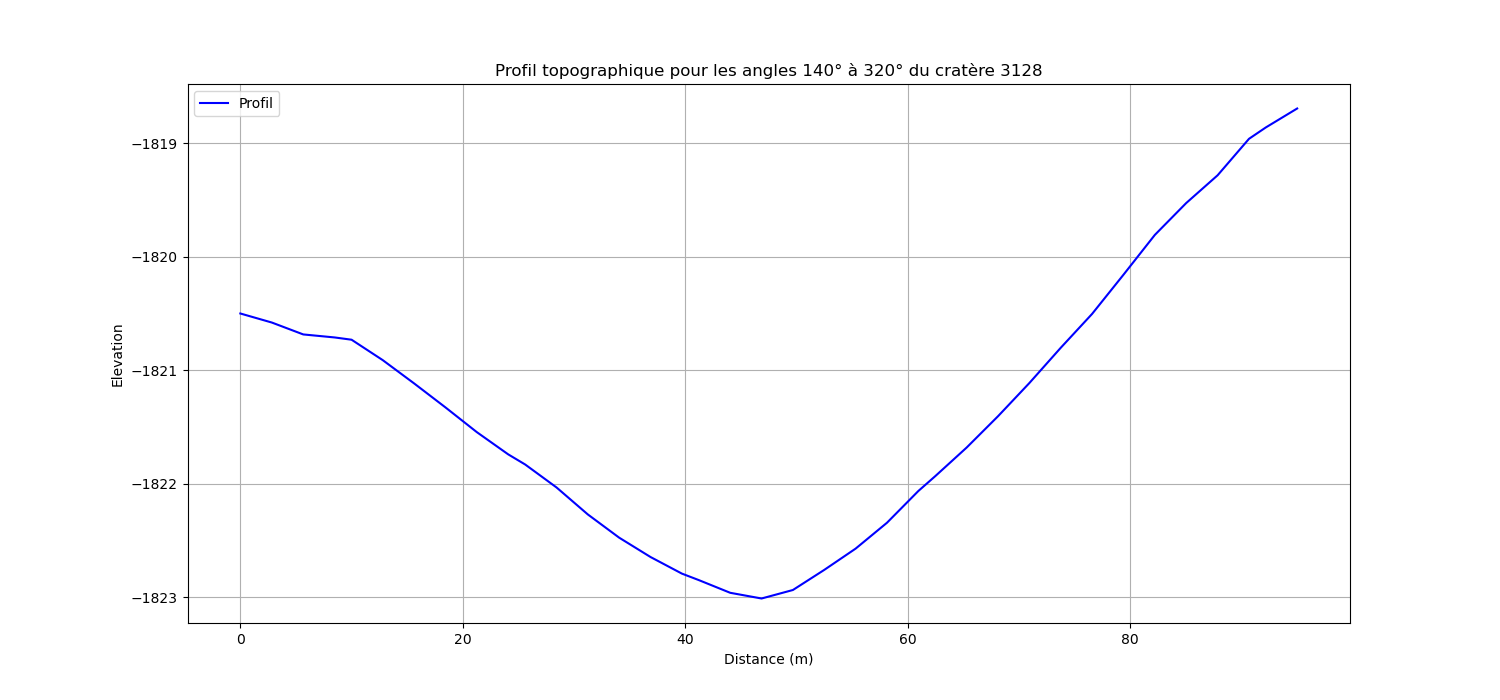 Profil topographique pour les angles 140° à 320° du cratère 3128
Profil
−1819
−1820
−1821
−1822
−1823
Elevation
0 20 40 60 80
Distance (m)